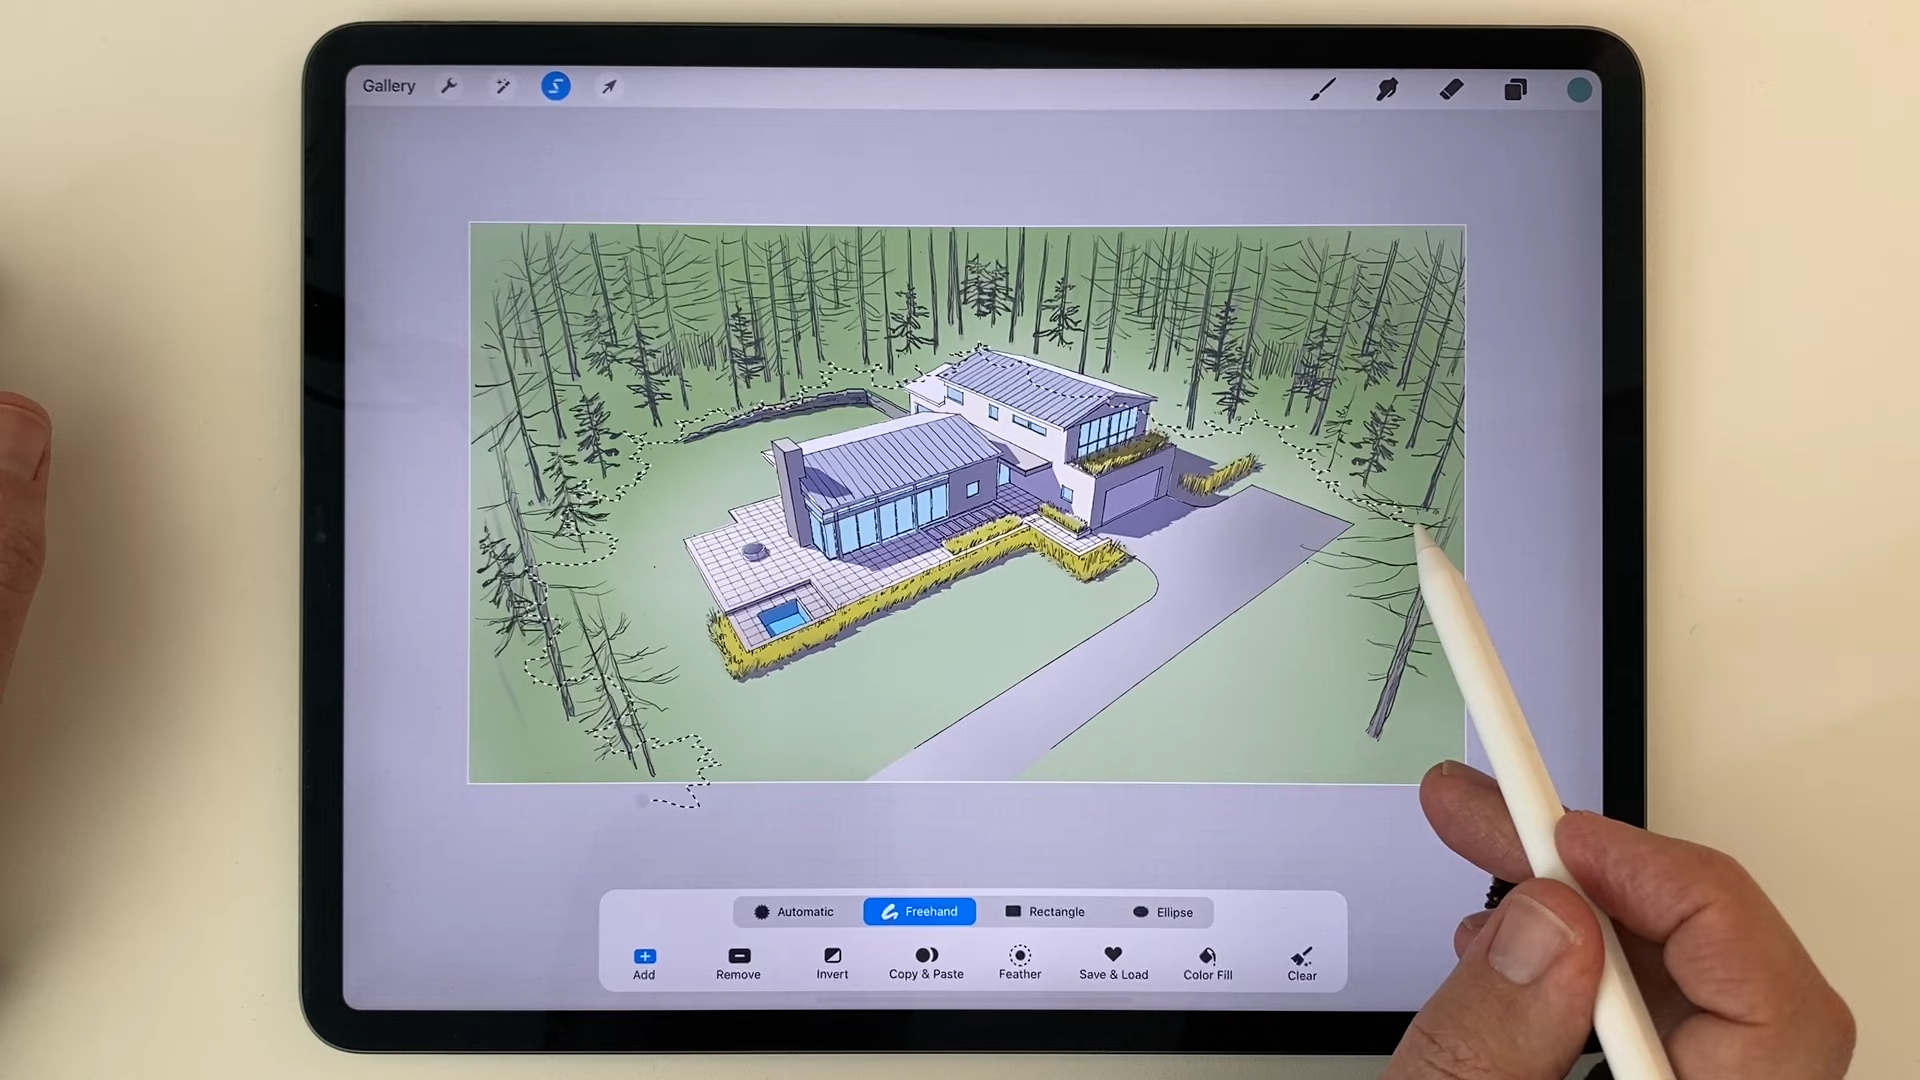 Gallery
Automatic Freehand Rectangle Ellipse
Add Remove Invert Copy & Paste Feather Save & Load Color Fill Clear